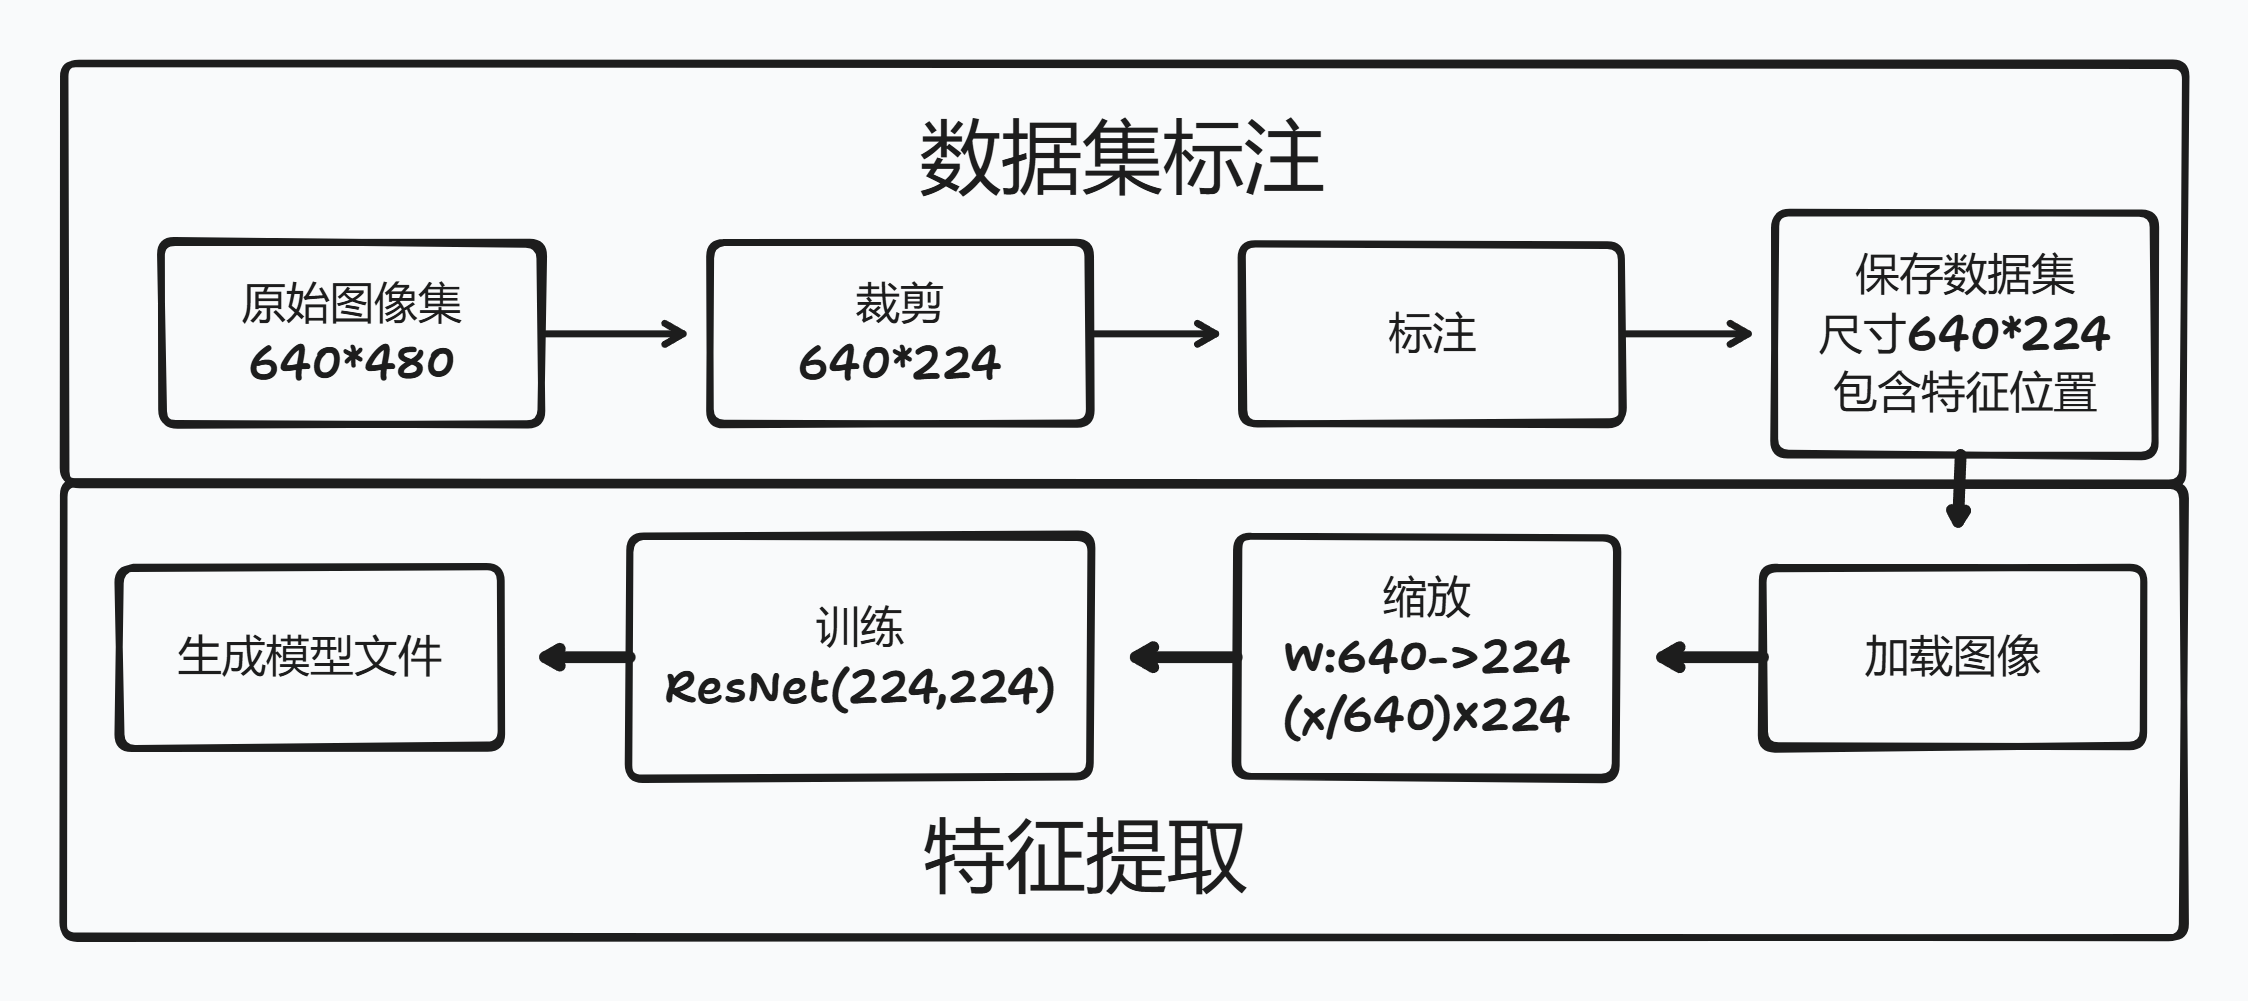 数据集标注
原始图像集
640*480
裁剪
640*224
标注
保存数据集
尺寸640*224
包含特征位置
加载图像
缩放
W:640->224
(x/640)X224
训练
ResNet(224,224)
生成模型文件
特征提取